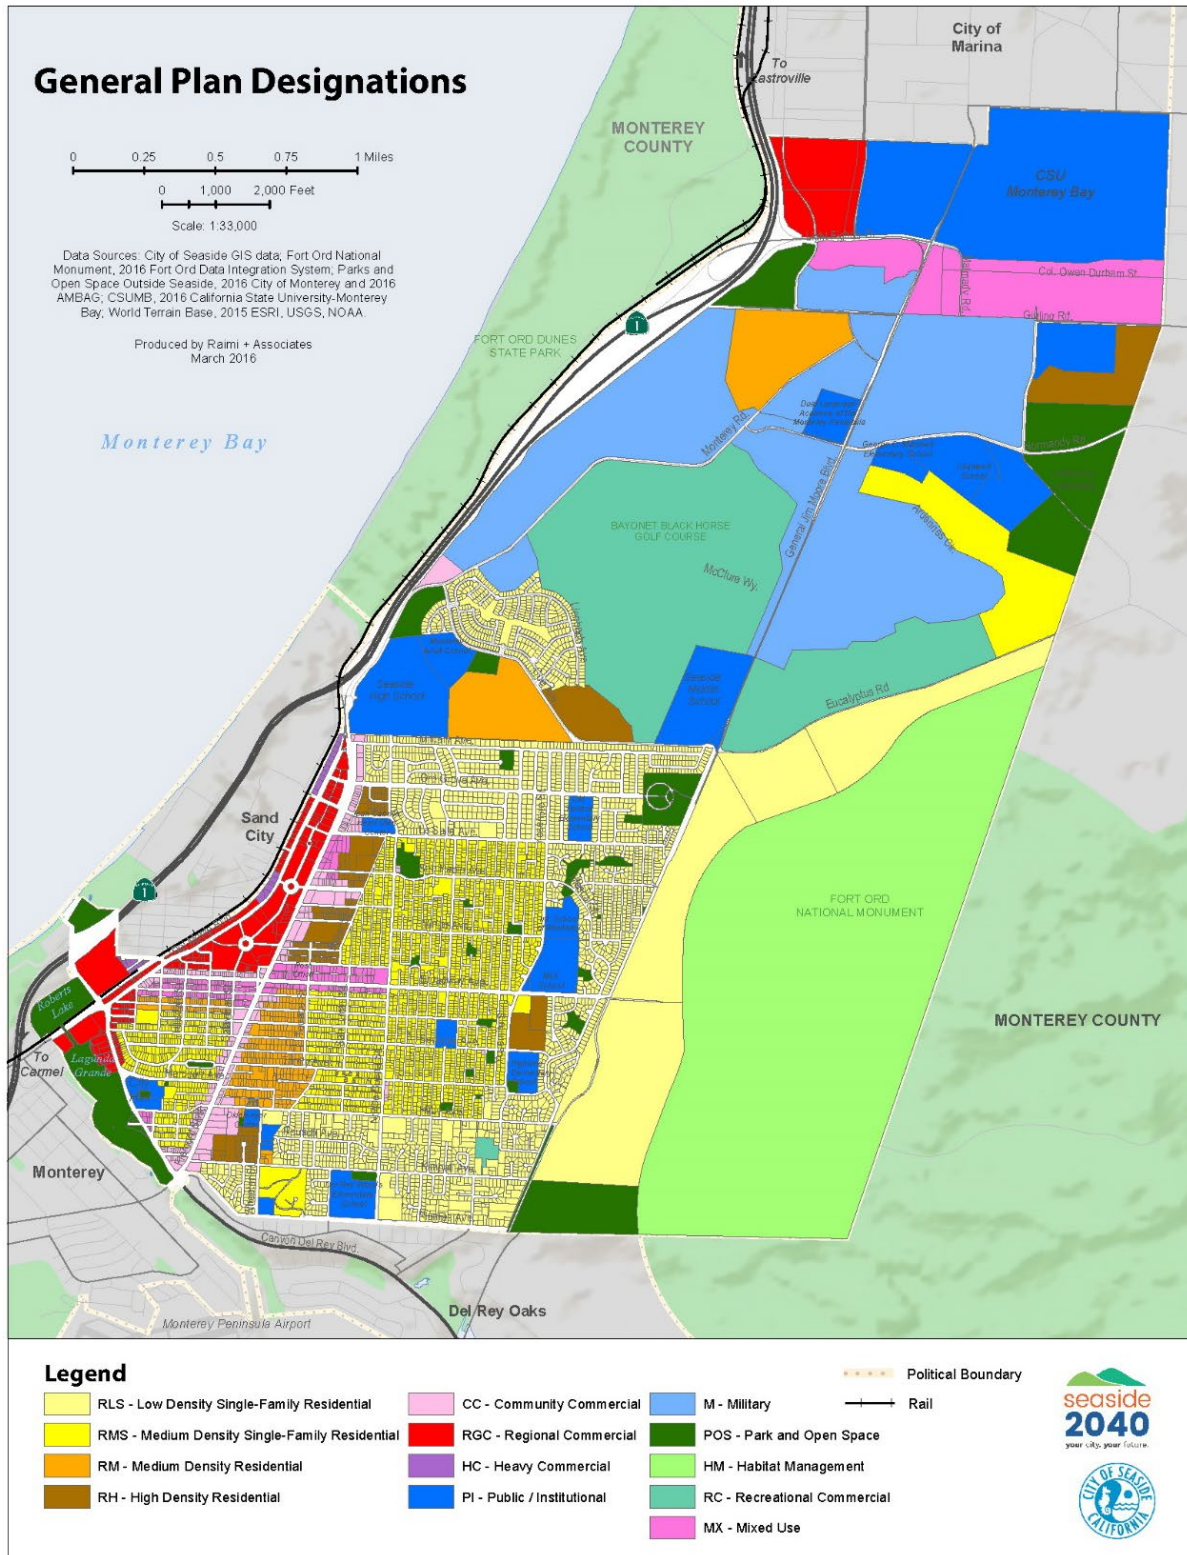 General Plan Designations
0 0.25 0.5 0.75 1 Miles
0 1,000 2,000 Feet
Scale: 1:33,000
Data Sources: City of Seaside GIS data; Fort Ord National
Monument, 2016 Fort Ord Data Integration System; Parks and
Open Space Outside Seaside, 2016 City of Monterey and 2016
AMBAG; CSUMB, 2016 California State University-Monterey
Bay; World Terrain Base, 2015 ESRI, USGS, NOAA.
Produced by Raimi + Associates
March 2016
City of
Marina
To
MONTEREY
COUNTY
CSU
Monterey Bay
Col. Owen Durham St.
Gigling Rd.
1
FORT ORD DUNES
STATE PARK
Monterey Bay
Monterey Rd.
Normandy Rd.
General Jim Moore Blvd.
Ardennes Cir.
BAYONET BLACK HORSE
GOLF COURSE
McClure Wy.
Seaside
High School
Seaside
Middle
School
Eucalyptus Rd
Sand
City
1
FORT ORD
NATIONAL MONUMENT
Roberts
Lake
MONTEREY COUNTY
To
Carmel
Laguna
Grande
Monterey
Canyon Del Rey Blvd.
Del Rey Oaks
Monterey Peninsula Airport
Legend
RLS - Low Density Single-Family Residential
RMS - Medium Density Single-Family Residential
RM - Medium Density Residential
RH - High Density Residential
CC - Community Commercial
RGC - Regional Commercial
HC - Heavy Commercial
PI - Public / Institutional
M - Military
POS - Park and Open Space
HM - Habitat Management
RC - Recreational Commercial
MX - Mixed Use
Political Boundary
Rail
seaside
2040
your city. your future.
CITY OF SEASIDE
CALIFORNIA